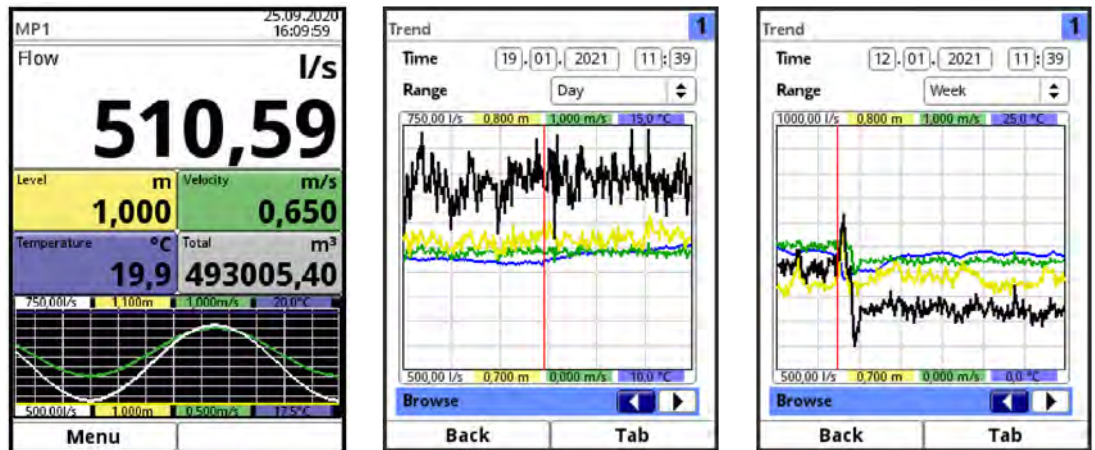 MP1
25.09.2020
16:09:59
Flow
l/s
510,59
Level m Velocity m/s
1,000 0,650
Temperature °C Total m³
19,9 493005,40
750,00l/s 1,100m 1,000m/s 20,0°C
500,00l/s 1,000m 0,500m/s 17,5°C
Menu
Trend 1
Time 19.01.2021 11:39
Range Day
750,00 l/s 0,800 m 1,000 m/s 15,0 °C
500,00 l/s 0,700 m 0,000 m/s 10,0 °C
Browse
Back Tab
Trend 1
Time 12.01.2021 11:39
Range Week
1000,00 l/s 0,800 m 1,000 m/s 25,0 °C
500,00 l/s 0,700 m 0,000 m/s 0,0 °C
Browse
Back Tab